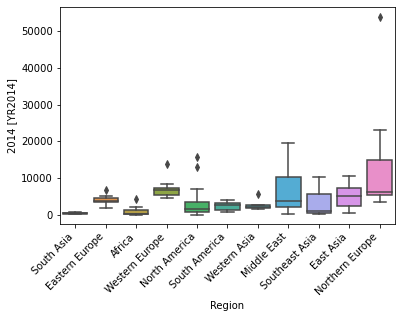 50000
40000
30000
20000
10000
0
2014 [YR2014]
South Asia
Eastern Europe
Africa
Western Europe
North America
South America
Western Asia
Middle East
Southeast Asia
East Asia
Northern Europe
Region